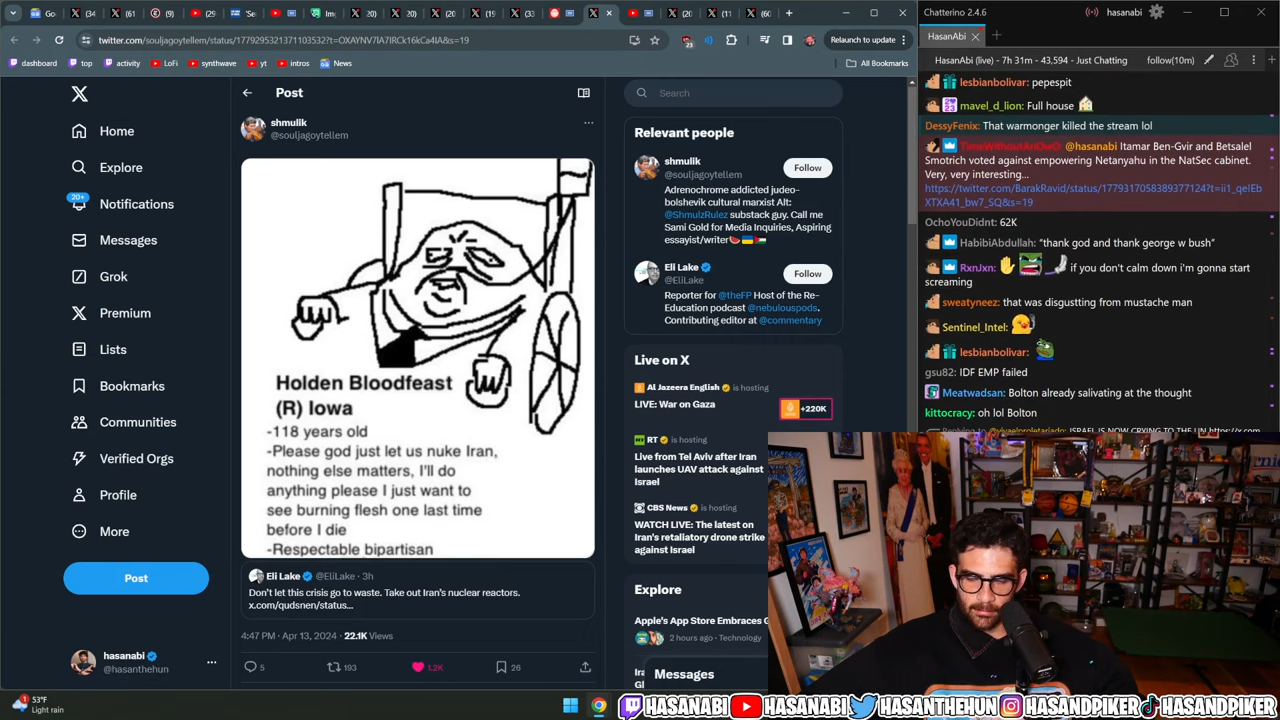 twitter.com/souljagoytellem/status/1779295321371103532?t=OXAYNV7IA7IRCk16kCa4IA&s=19
Relaunch to update
dashboard
top
activity
LoFi
synthwave
yt
intros
News
All Bookmarks
Home
Explore
20+
Notifications
Messages
Grok
Premium
Lists
Bookmarks
Communities
Verified Orgs
Profile
More
Post
hasanabi
@hasanthehun
Post
shmulik
@souljagoytellem
Holden Bloodfeast
(R) Iowa
-118 years old
-Please god just let us nuke Iran,
nothing else matters, I'll do
anything please I just want to
see burning flesh one last time
before I die
-Respectable bipartisan
Eli Lake @EliLake · 3h
Don't let this crisis go to waste. Take out Iran's nuclear reactors.
x.com/qudsnen/status...
4:47 PM · Apr 13, 2024 · 22.1K Views
5
193
1.2K
26
Search
Relevant people
shmulik
@souljagoytellem
Follow
Adrenochrome addicted judeo-
bolshevik cultural marxist Alt:
@ShmulzRulez substack guy. Call me
Sami Gold for Media Inquiries, Aspiring
essayist/writer
Eli Lake
@EliLake
Follow
Reporter for @theFP Host of the Re-
Education podcast @nebulouspods.
Contributing editor at @commentary
Live on X
Al Jazeera English is hosting
LIVE: War on Gaza
+220K
RT is hosting
Live from Tel Aviv after Iran
launches UAV attack against
Israel
CBS News is hosting
WATCH LIVE: The latest on
Iran's retaliatory drone strike
against Israel
Explore
Apple's App Store Embraces G
2 hours ago · Technology
Messages
Chatterino 2.4.6
hasanabi
HasanAbi
HasanAbi (live) - 7h 31m - 43,594 - Just Chatting
follow(10m)
lesbianbolivar: pepespit
mavel_d_lion: Full house
DessyFenix: That warmonger killed the stream lol
TimeWithoutAnOwO: @hasanabi Itamar Ben-Gvir and Betsalel
Smotrich voted against empowering Netanyahu in the NatSec cabinet.
Very, very interesting...
https://twitter.com/BarakRavid/status/1779317058389377124?t=ii1_qeIEb
XTXA41_bw7_SQ&s=19
OchoYouDidnt: 62K
HabibiAbdullah: "thank god and thank george w bush"
RxnJxn: if you don't calm down i'm gonna start
screaming
sweatyneez: that was disgustting from mustache man
Sentinel_Intel:
lesbianbolivar:
gsu82: IDF EMP failed
Meatwadsan: Bolton already salivating at the thought
kittocracy: oh lol Bolton
53°F
Light rain
HASANABI HASANABI HASANTHEHUN HASANDPIKER HASANDPIKER